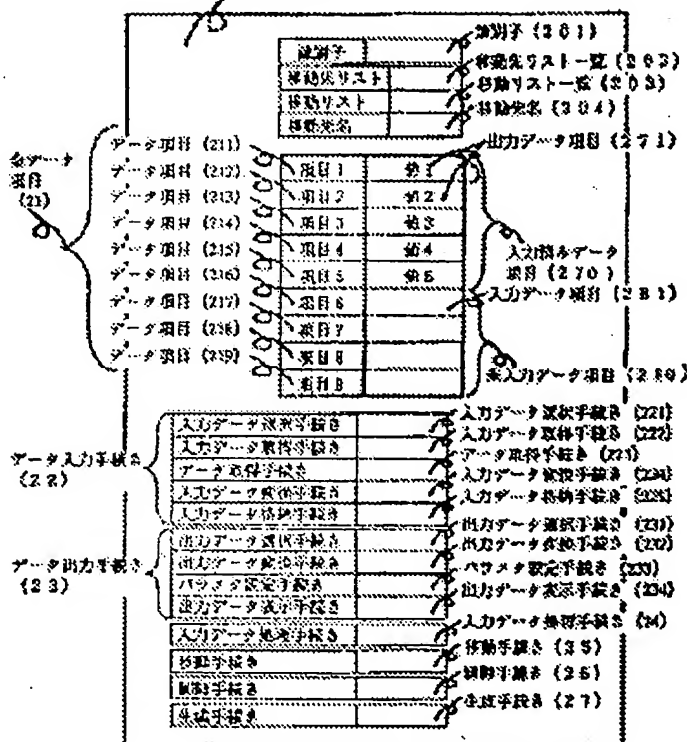 識別子 識別子 (201)
移動先リスト 移動先リスト一覧 (203)
移動リスト 移動リスト一覧 (202)
移動先名 移動先名 (204)
出力データ項目 (271)
全データ項目 (21)
データ項目 (211) 項目1 値1
データ項目 (212) 項目2 値2
データ項目 (213) 項目3 値3
データ項目 (214) 項目4 値4
データ項目 (215) 項目5 値5
データ項目 (216) 項目6
データ項目 (217) 項目7
データ項目 (218) 項目8
データ項目 (219) 項目9
入力済みデータ項目 (270)
入力データ項目 (281)
未入力データ項目 (280)
データ入力手続き (22)
入力データ選択手続き 入力データ選択手続き (221)
入力データ取得手続き 入力データ取得手続き (222)
データ取得手続き データ取得手続き (223)
入力データ変換手続き 入力データ変換手続き (224)
入力データ格納手続き 入力データ格納手続き (225)
データ出力手続き (23)
出力データ選択手続き 出力データ選択手続き (231)
出力データ変換手続き 出力データ変換手続き (232)
パラメタ設定手続き パラメタ設定手続き (233)
出力データ表示手続き 出力データ表示手続き (234)
入力データ処理手続き 入力データ処理手続き (24)
移動手続き 移動手続き (25)
制御手続き 制御手続き (26)
生成手続き 生成手続き (27)